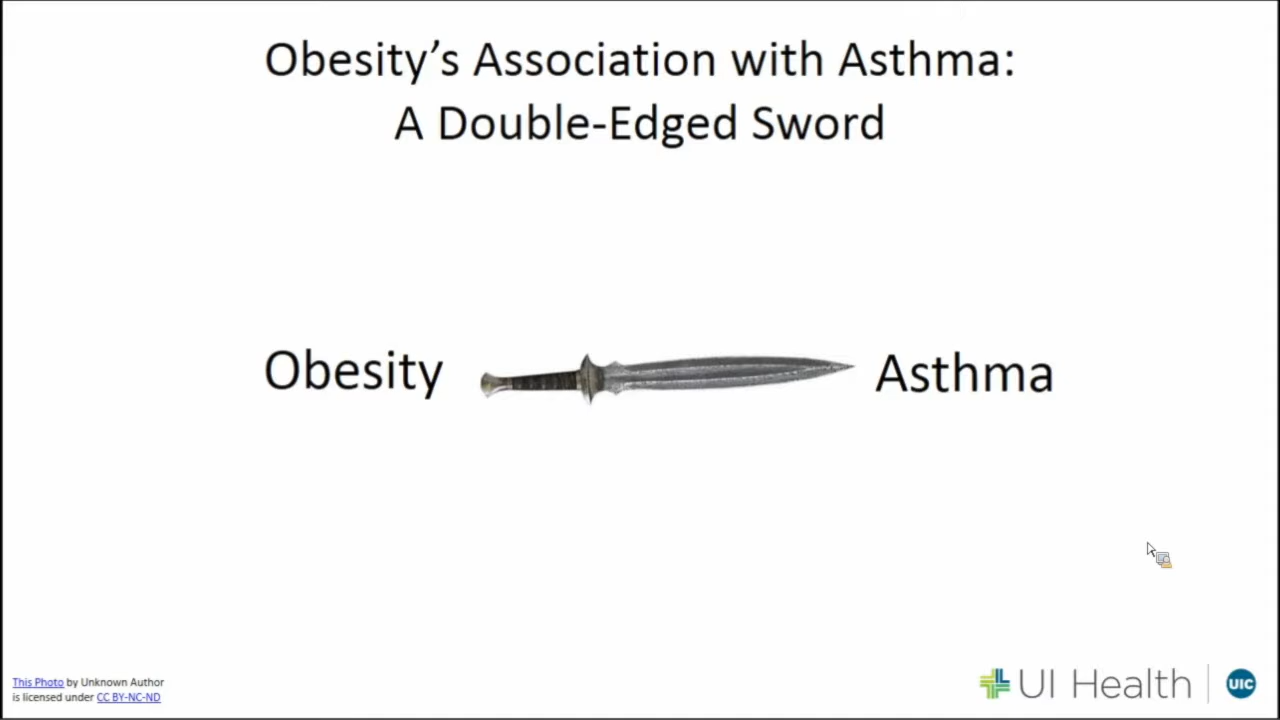 Obesity’s Association with Asthma:
A Double-Edged Sword
Obesity
Asthma
This Photo by Unknown Author
is licensed under CC BY-NC-ND
UI Health
UIC